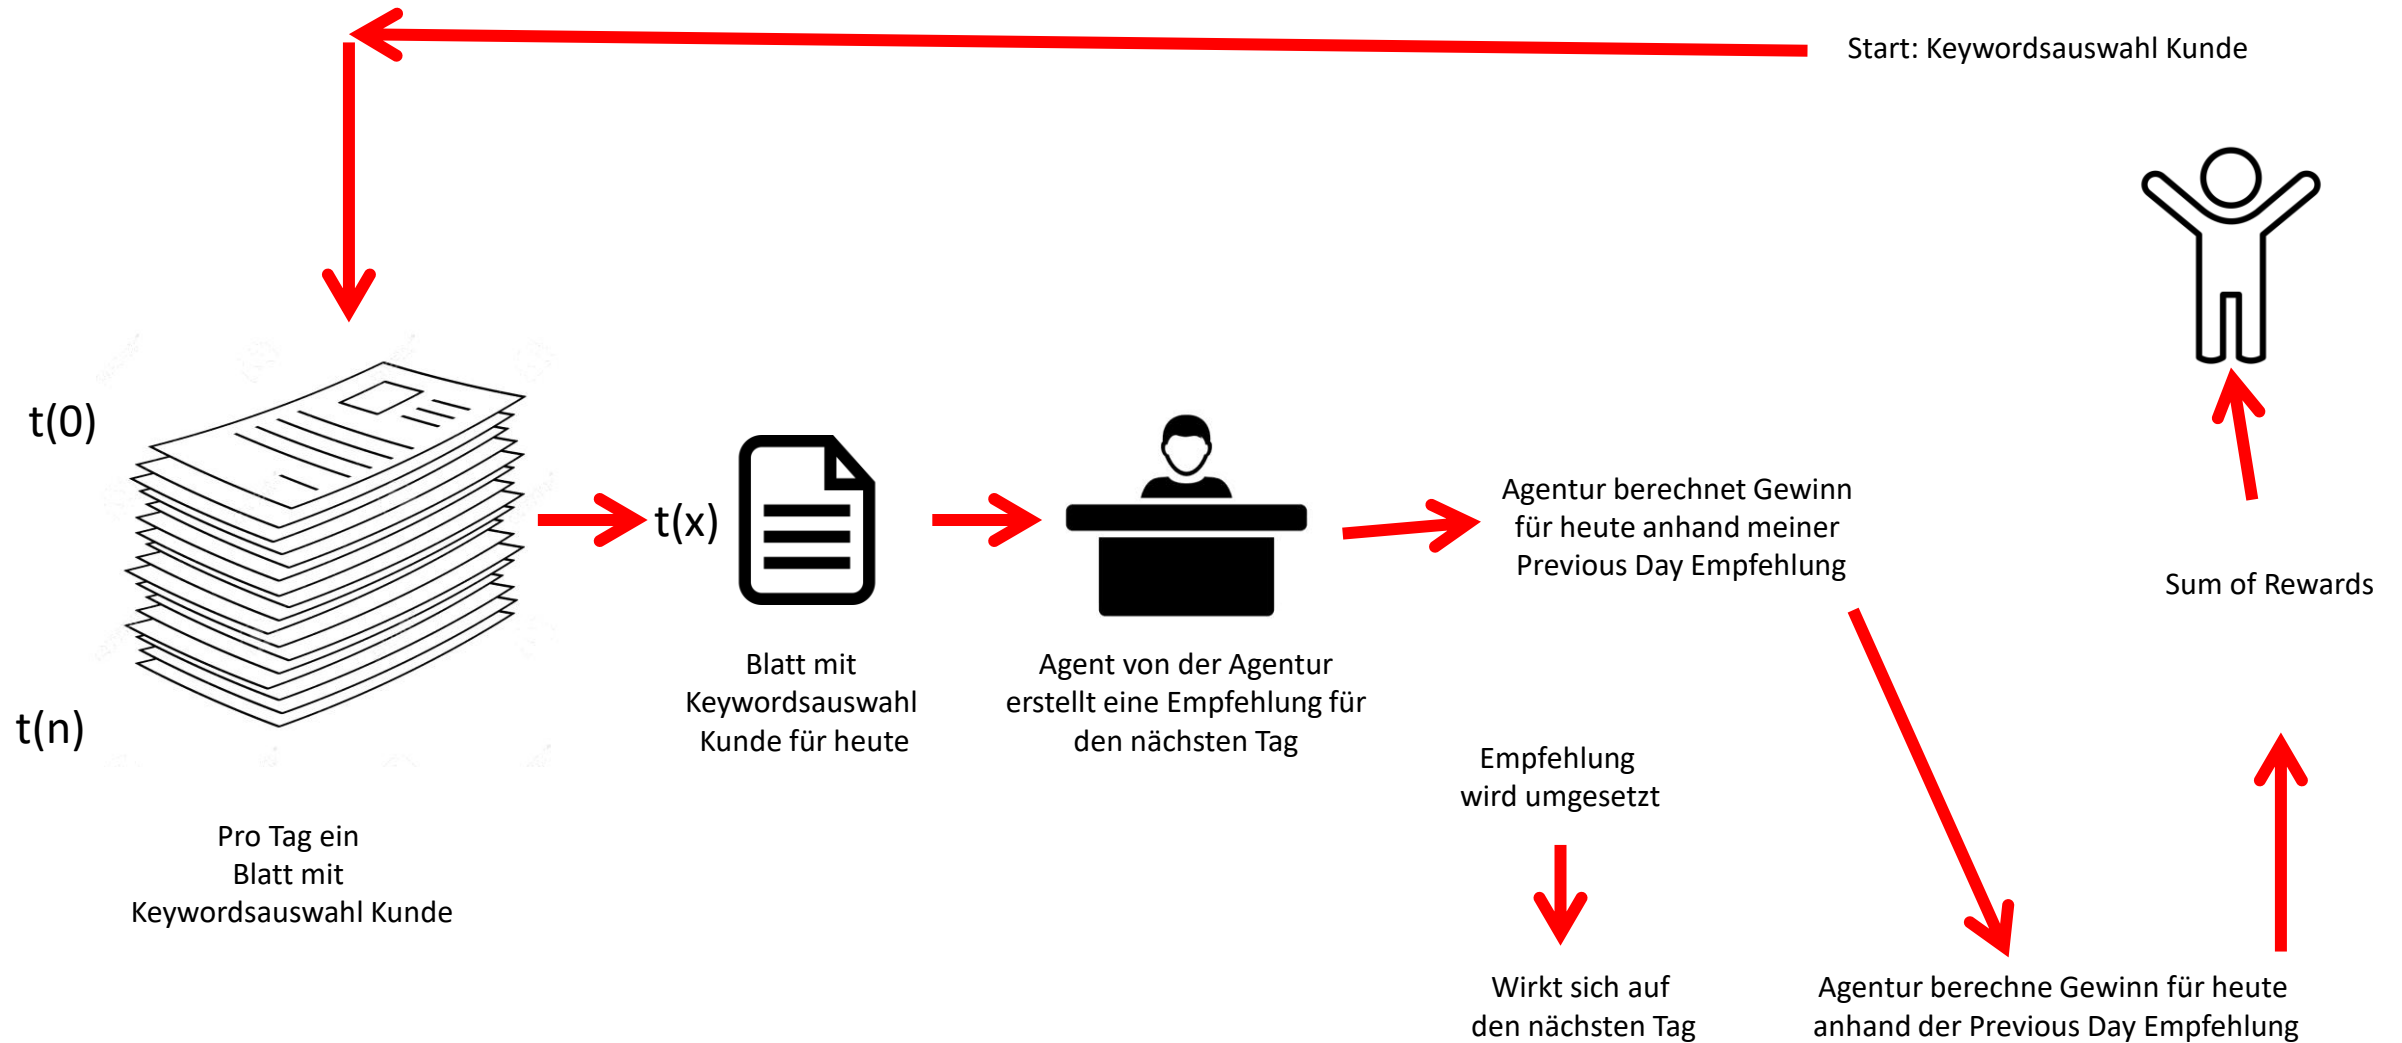 Start: Keywordsauswahl Kunde
t(0)
t(n)
Pro Tag ein
Blatt mit
Keywordsauswahl Kunde
t(x)
Blatt mit
Keywordsauswahl
Kunde für heute
Agent von der Agentur
erstellt eine Empfehlung für
den nächsten Tag
Agentur berechnet Gewinn
für heute anhand meiner
Previous Day Empfehlung
Empfehlung
wird umgesetzt
Wirkt sich auf
den nächsten Tag
Agentur berechne Gewinn für heute
anhand der Previous Day Empfehlung
Sum of Rewards